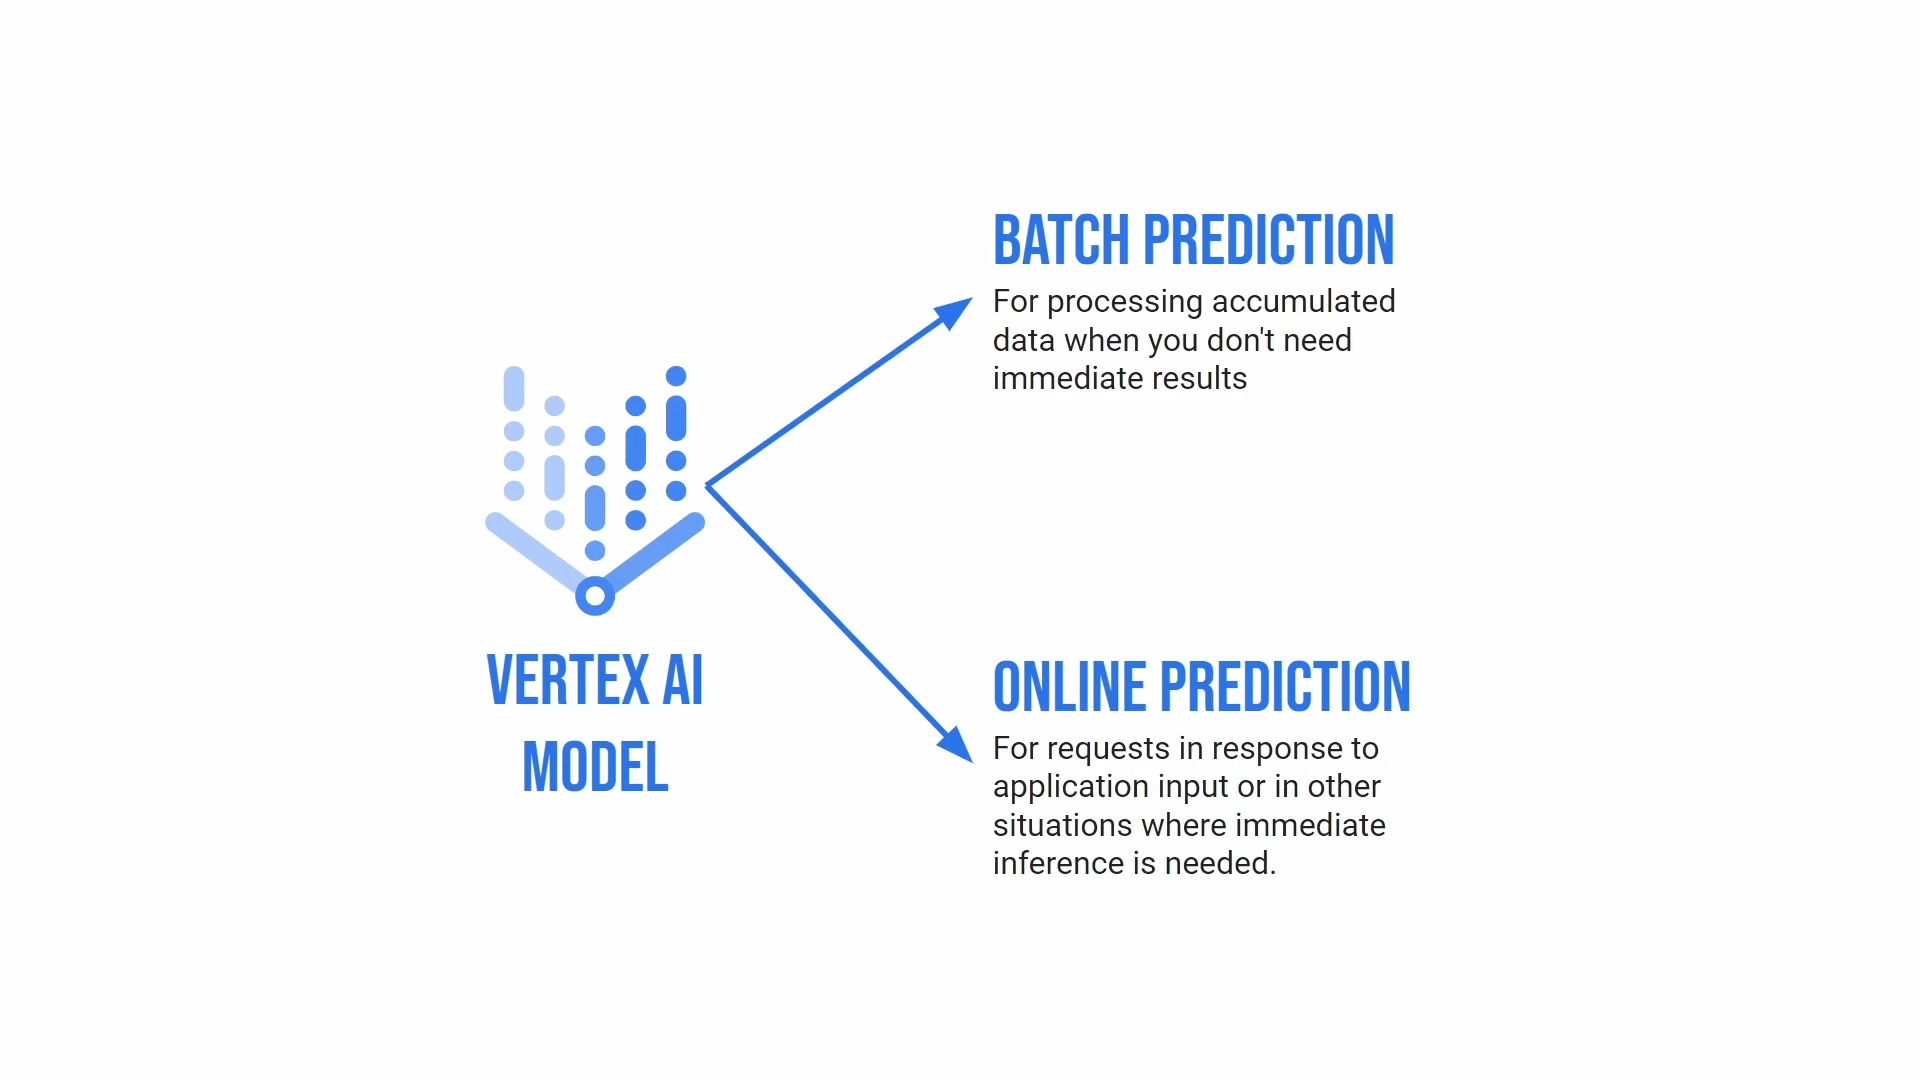 BATCH PREDICTION
For processing accumulated
data when you don't need
immediate results
VERTEX AI
MODEL
ONLINE PREDICTION
For requests in response to
application input or in other
situations where immediate
inference is needed.